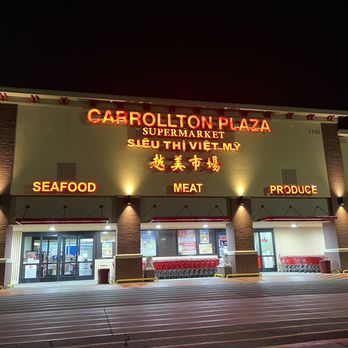 CARROLLTON PLAZA
SUPERMARKET
SIÊU THỊ VIỆT MỸ
越美市場
SEAFOOD
MEAT
PRODUCE